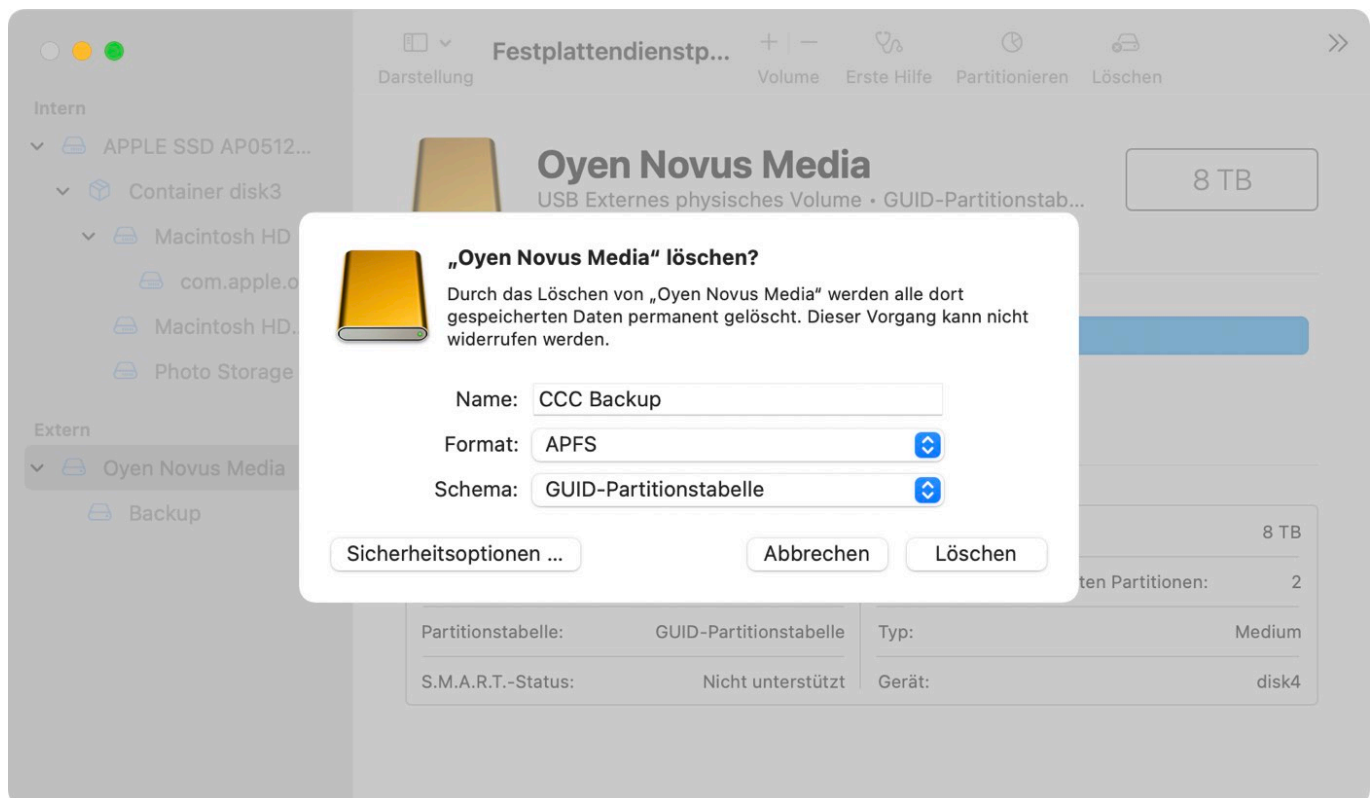 Festplattendienstp...
Darstellung
Volume
Erste Hilfe
Partitionieren
Löschen
Intern
APPLE SSD AP0512...
Container disk3
Macintosh HD
com.apple.o
Macintosh HD.
Photo Storage
Extern
Oyen Novus Media
Backup
Oyen Novus Media
USB Externes physisches Volume • GUID-Partitionstab...
8 TB
„Oyen Novus Media“ löschen?
Durch das Löschen von „Oyen Novus Media“ werden alle dort
gespeicherten Daten permanent gelöscht. Dieser Vorgang kann nicht
widerrufen werden.
Name: CCC Backup
Format: APFS
Schema: GUID-Partitionstabelle
Sicherheitsoptionen ...
Abbrechen
Löschen
8 TB
ten Partitionen: 2
Partitionstabelle: GUID-Partitionstabelle
Typ: Medium
S.M.A.R.T.-Status: Nicht unterstützt
Gerät: disk4